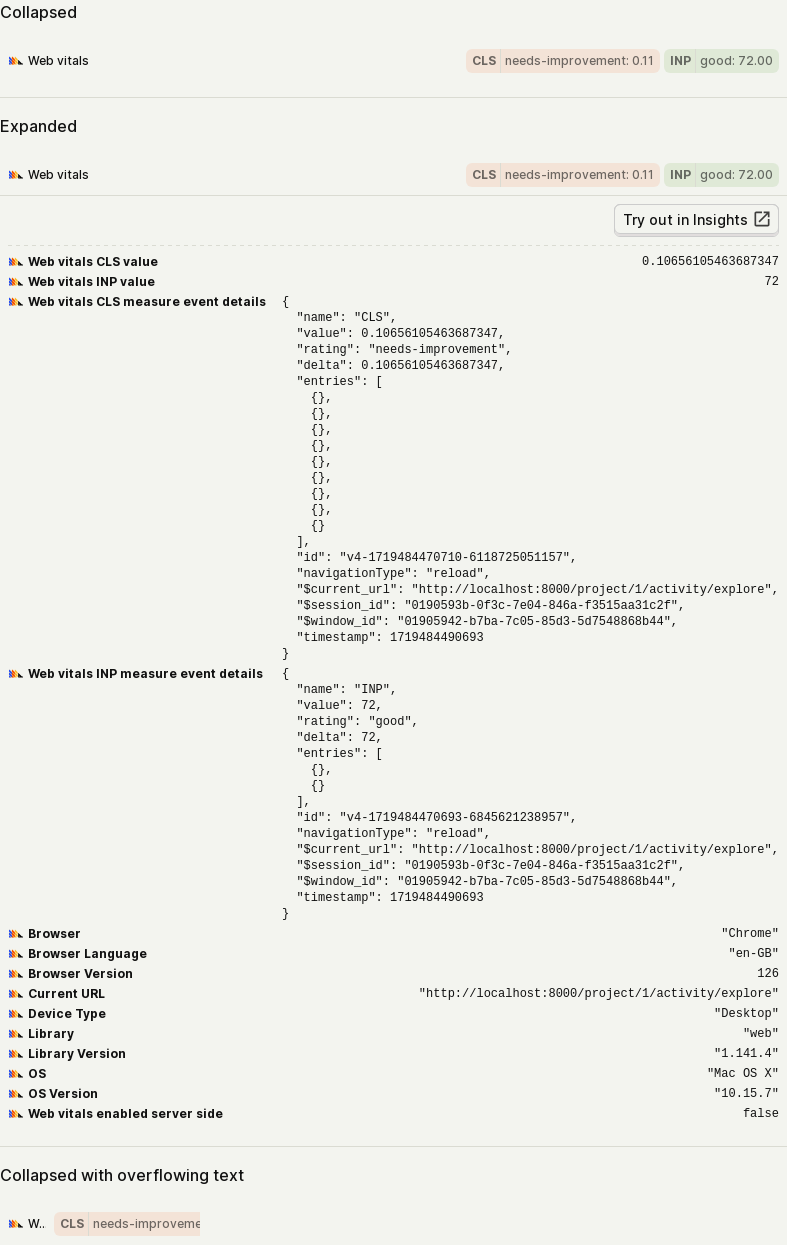 Collapsed
Web vitals CLS needs-improvement: 0.11 INP good: 72.00
Expanded
Web vitals CLS needs-improvement: 0.11 INP good: 72.00
Try out in Insights
Web vitals CLS value 0.10656105463687347
Web vitals INP value 72
Web vitals CLS measure event details {
"name": "CLS",
"value": 0.10656105463687347,
"rating": "needs-improvement",
"delta": 0.10656105463687347,
"entries": [
{},
{},
{},
{},
{},
{},
{},
{},
{}
],
"id": "v4-1719484470710-6118725051157",
"navigationType": "reload",
"$current_url": "http://localhost:8000/project/1/activity/explore",
"$session_id": "0190593b-0f3c-7e04-846a-f3515aa31c2f",
"$window_id": "01905942-b7ba-7c05-85d3-5d7548868b44",
"timestamp": 1719484490693
}
Web vitals INP measure event details {
"name": "INP",
"value": 72,
"rating": "good",
"delta": 72,
"entries": [
{},
{}
],
"id": "v4-1719484470693-6845621238957",
"navigationType": "reload",
"$current_url": "http://localhost:8000/project/1/activity/explore",
"$session_id": "0190593b-0f3c-7e04-846a-f3515aa31c2f",
"$window_id": "01905942-b7ba-7c05-85d3-5d7548868b44",
"timestamp": 1719484490693
}
Browser "Chrome"
Browser Language "en-GB"
Browser Version 126
Current URL "http://localhost:8000/project/1/activity/explore"
Device Type "Desktop"
Library "web"
Library Version "1.141.4"
OS "Mac OS X"
OS Version "10.15.7"
Web vitals enabled server side false
Collapsed with overflowing text
W.. CLS needs-improveme